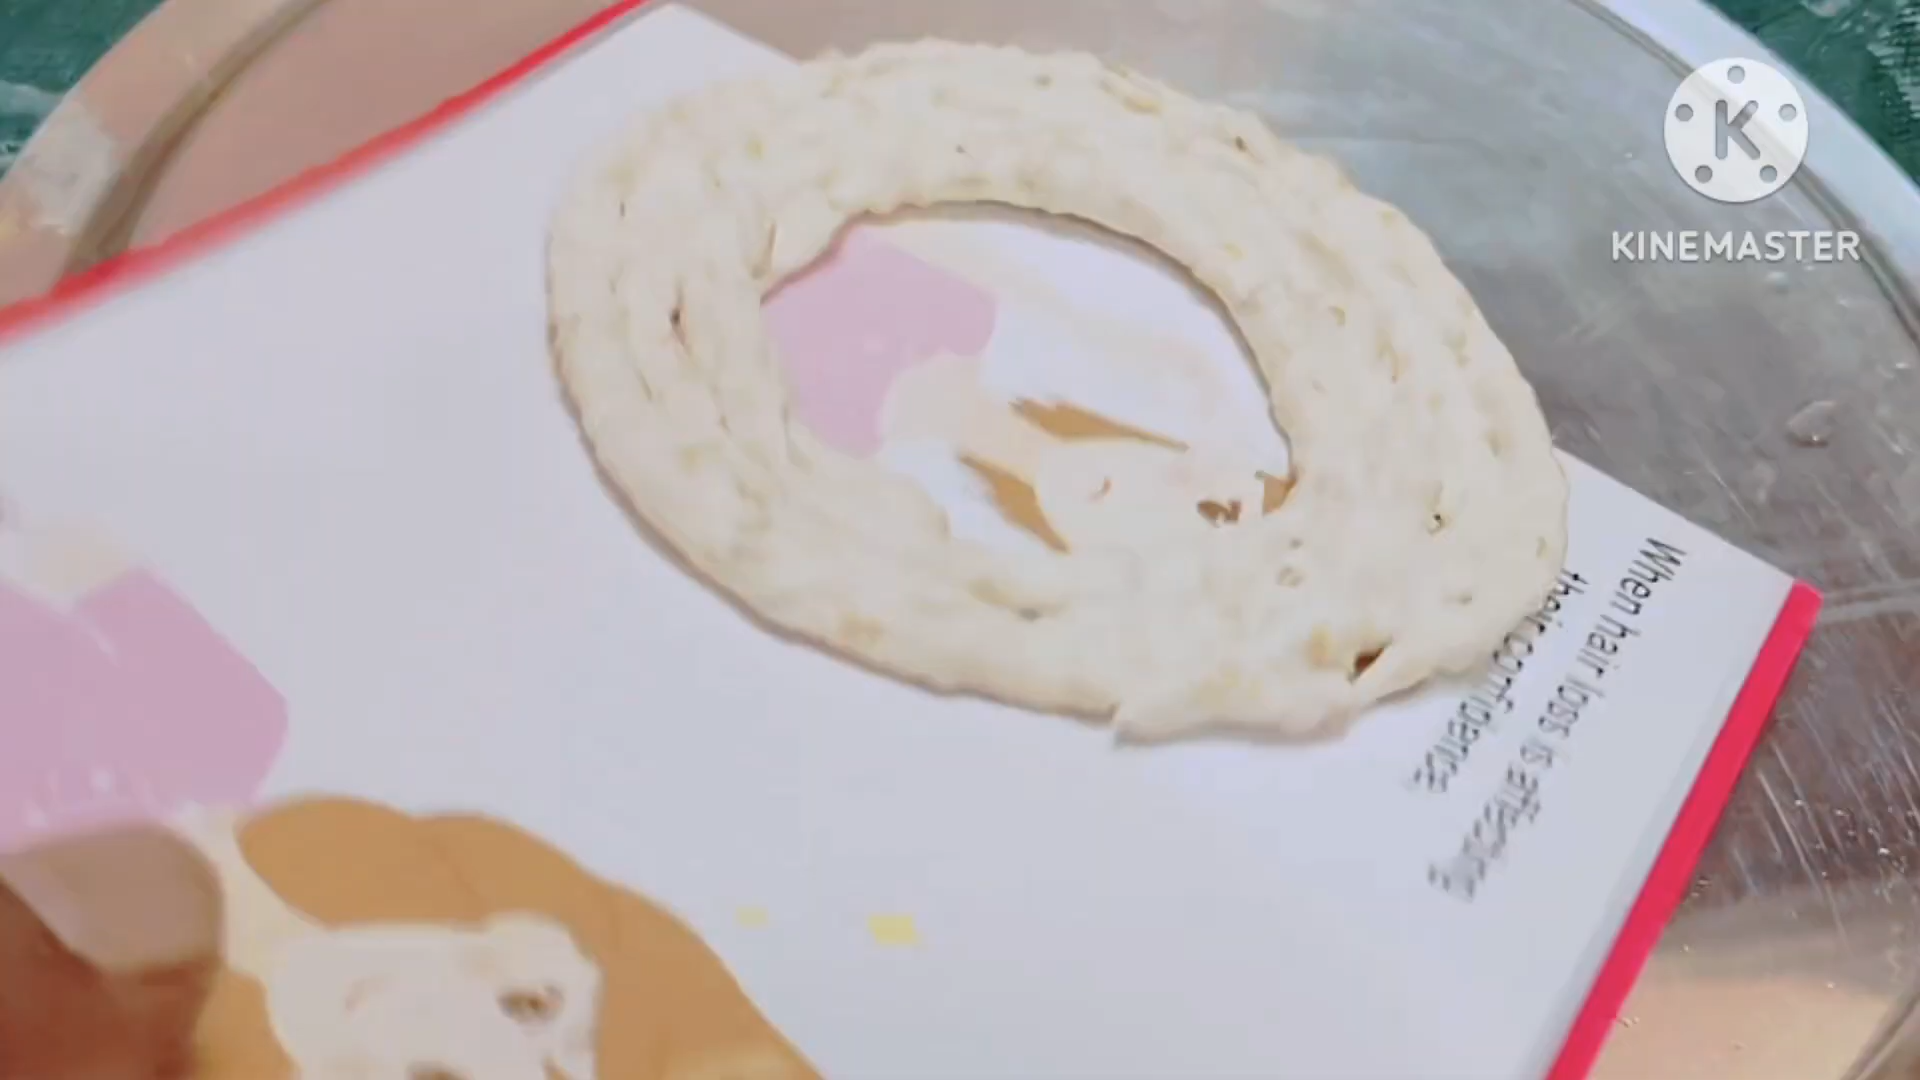 K
KINEMASTER
When hair loss is affecting
their confidence,